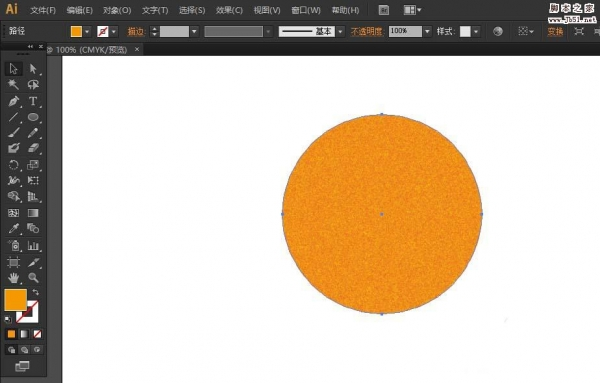 Ai 文件(F) 编辑(E) 对象(O) 文字(T) 选择(S) 效果(C) 视图(V) 窗口(W) 帮助(H) Br
脚本之家
www.jb51.net
路径 描边: 基本 不透明度: 100% 样式: 变换
@ 100% (CMYK/预览) ×
T